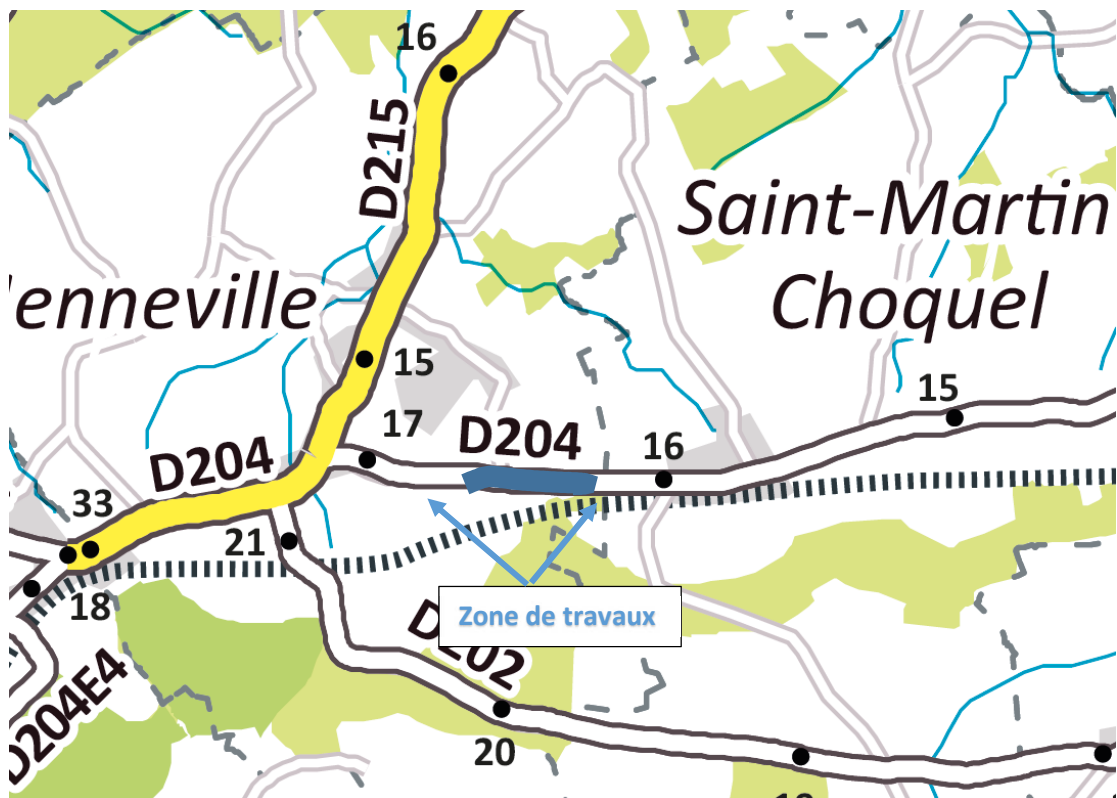 16
D215
Saint-Martin
Choquel
enneville
15
15
17
D204
D204
16
33
21
18
Zone de travaux
D202
D204E4
20